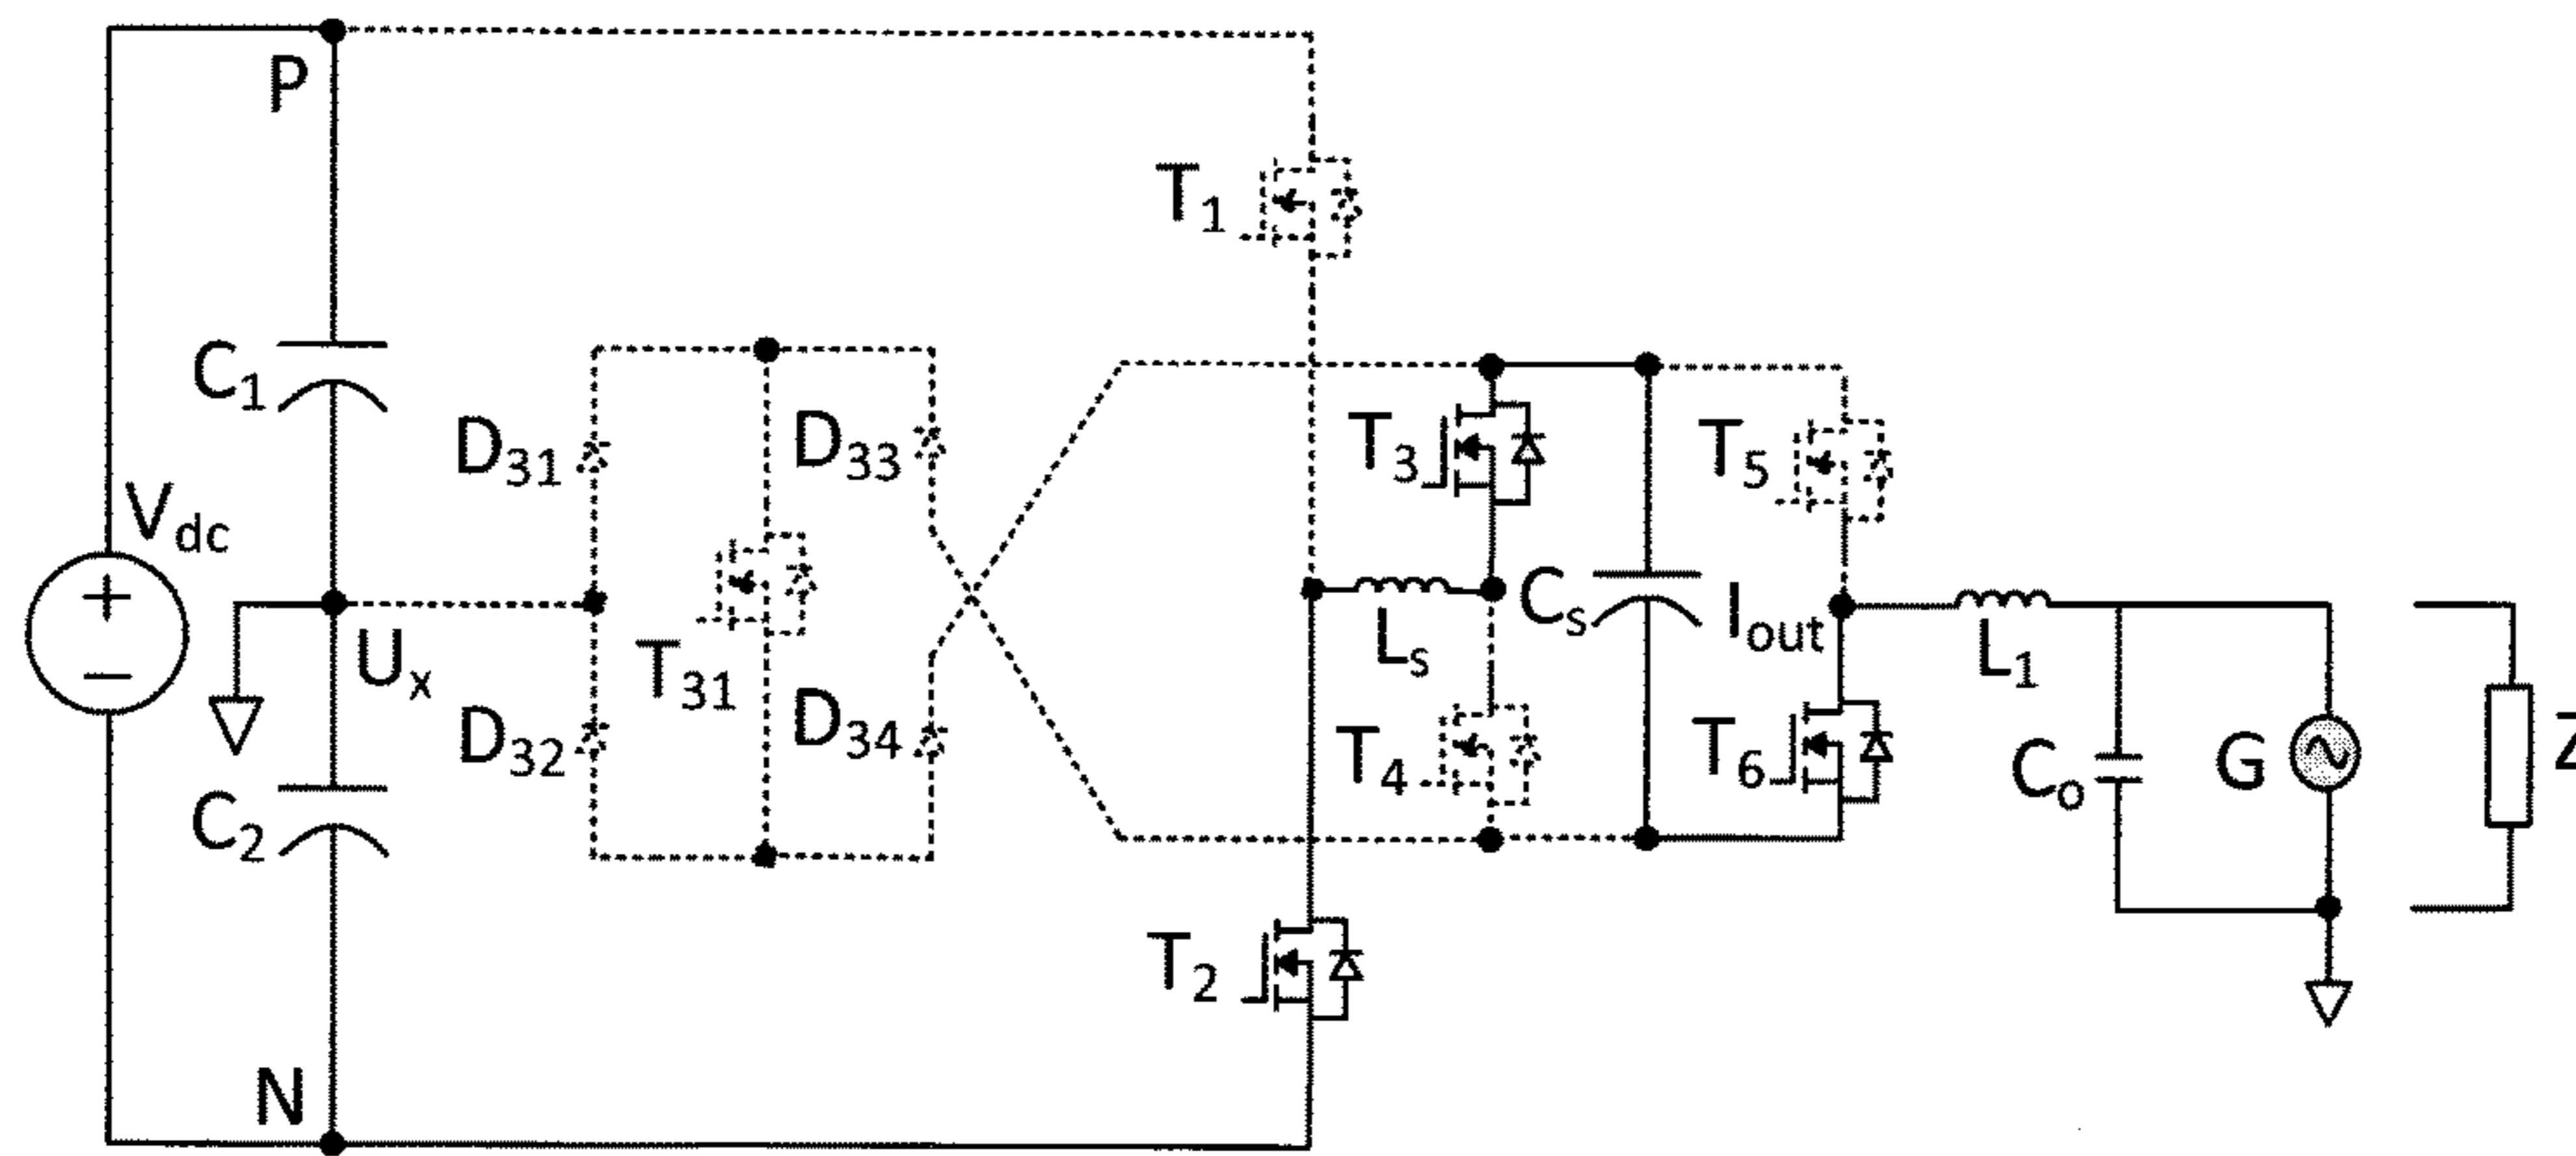 P
T1
C1
D31
D33
T3
T5
Vdc
+
−
Ux
T31
Ls
Cs
Iout
L1
D32
D34
T4
T6
Co
G
Z
C2
T2
N